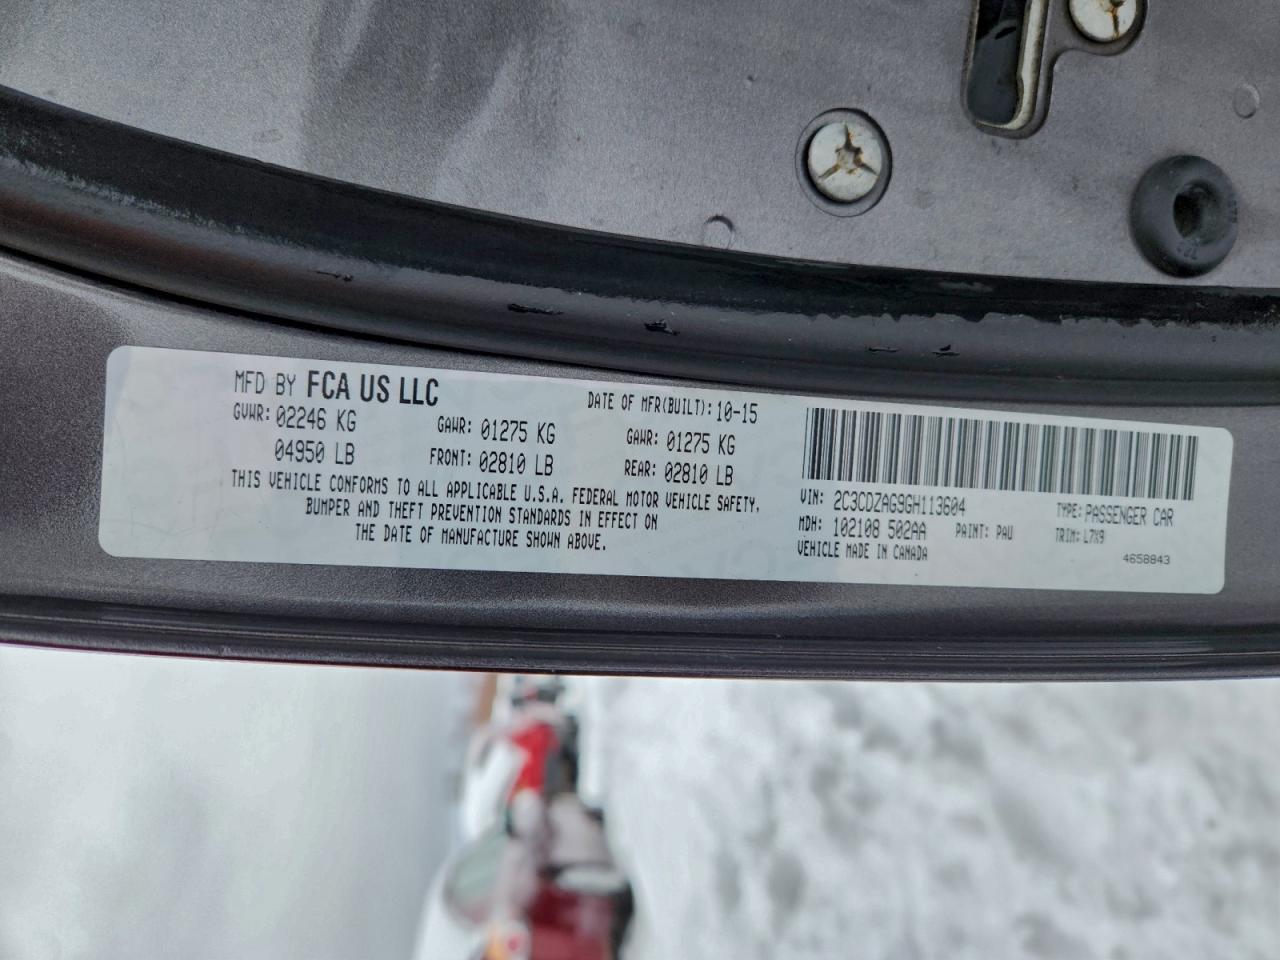 MFD BY FCA US LLC DATE OF MFR(BUILT): 10-15
GVWR: 02246 KG GAWR: 01275 KG GAWR: 01275 KG
04950 LB FRONT: 02810 LB REAR: 02810 LB
THIS VEHICLE CONFORMS TO ALL APPLICABLE U.S.A. FEDERAL MOTOR VEHICLE SAFETY,
BUMPER AND THEFT PREVENTION STANDARDS IN EFFECT ON
THE DATE OF MANUFACTURE SHOWN ABOVE.
VIN: 2C3CDZAG9GH113604 TYPE: PASSENGER CAR
MDH: 102108 502AA PAINT: PAU TRIM: L7X9
VEHICLE MADE IN CANADA 4658843